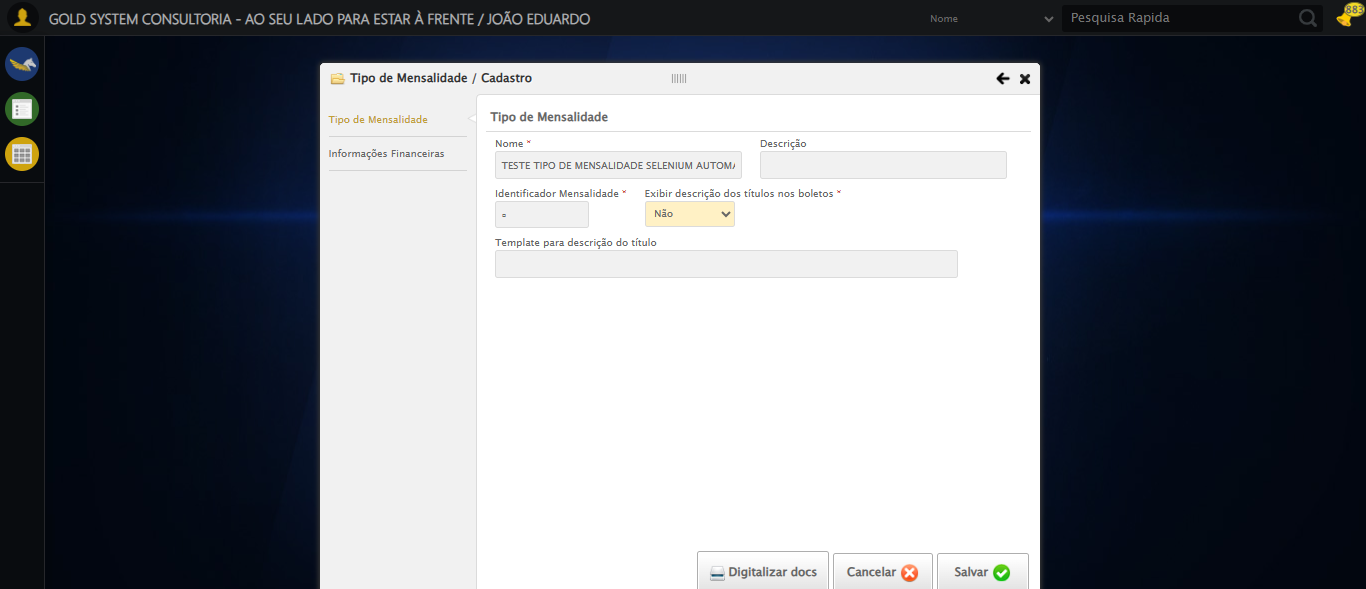 GOLD SYSTEM CONSULTORIA - AO SEU LADO PARA ESTAR À FRENTE / JOÃO EDUARDO
Nome
Pesquisa Rapida
883
Tipo de Mensalidade / Cadastro
Tipo de Mensalidade
Informações Financeiras
Tipo de Mensalidade
Nome *
Descrição
TESTE TIPO DE MENSALIDADE SELENIUM AUTOMA
Identificador Mensalidade *
Exibir descrição dos títulos nos boletos *
Não
Template para descrição do título
Digitalizar docs
Cancelar
Salvar